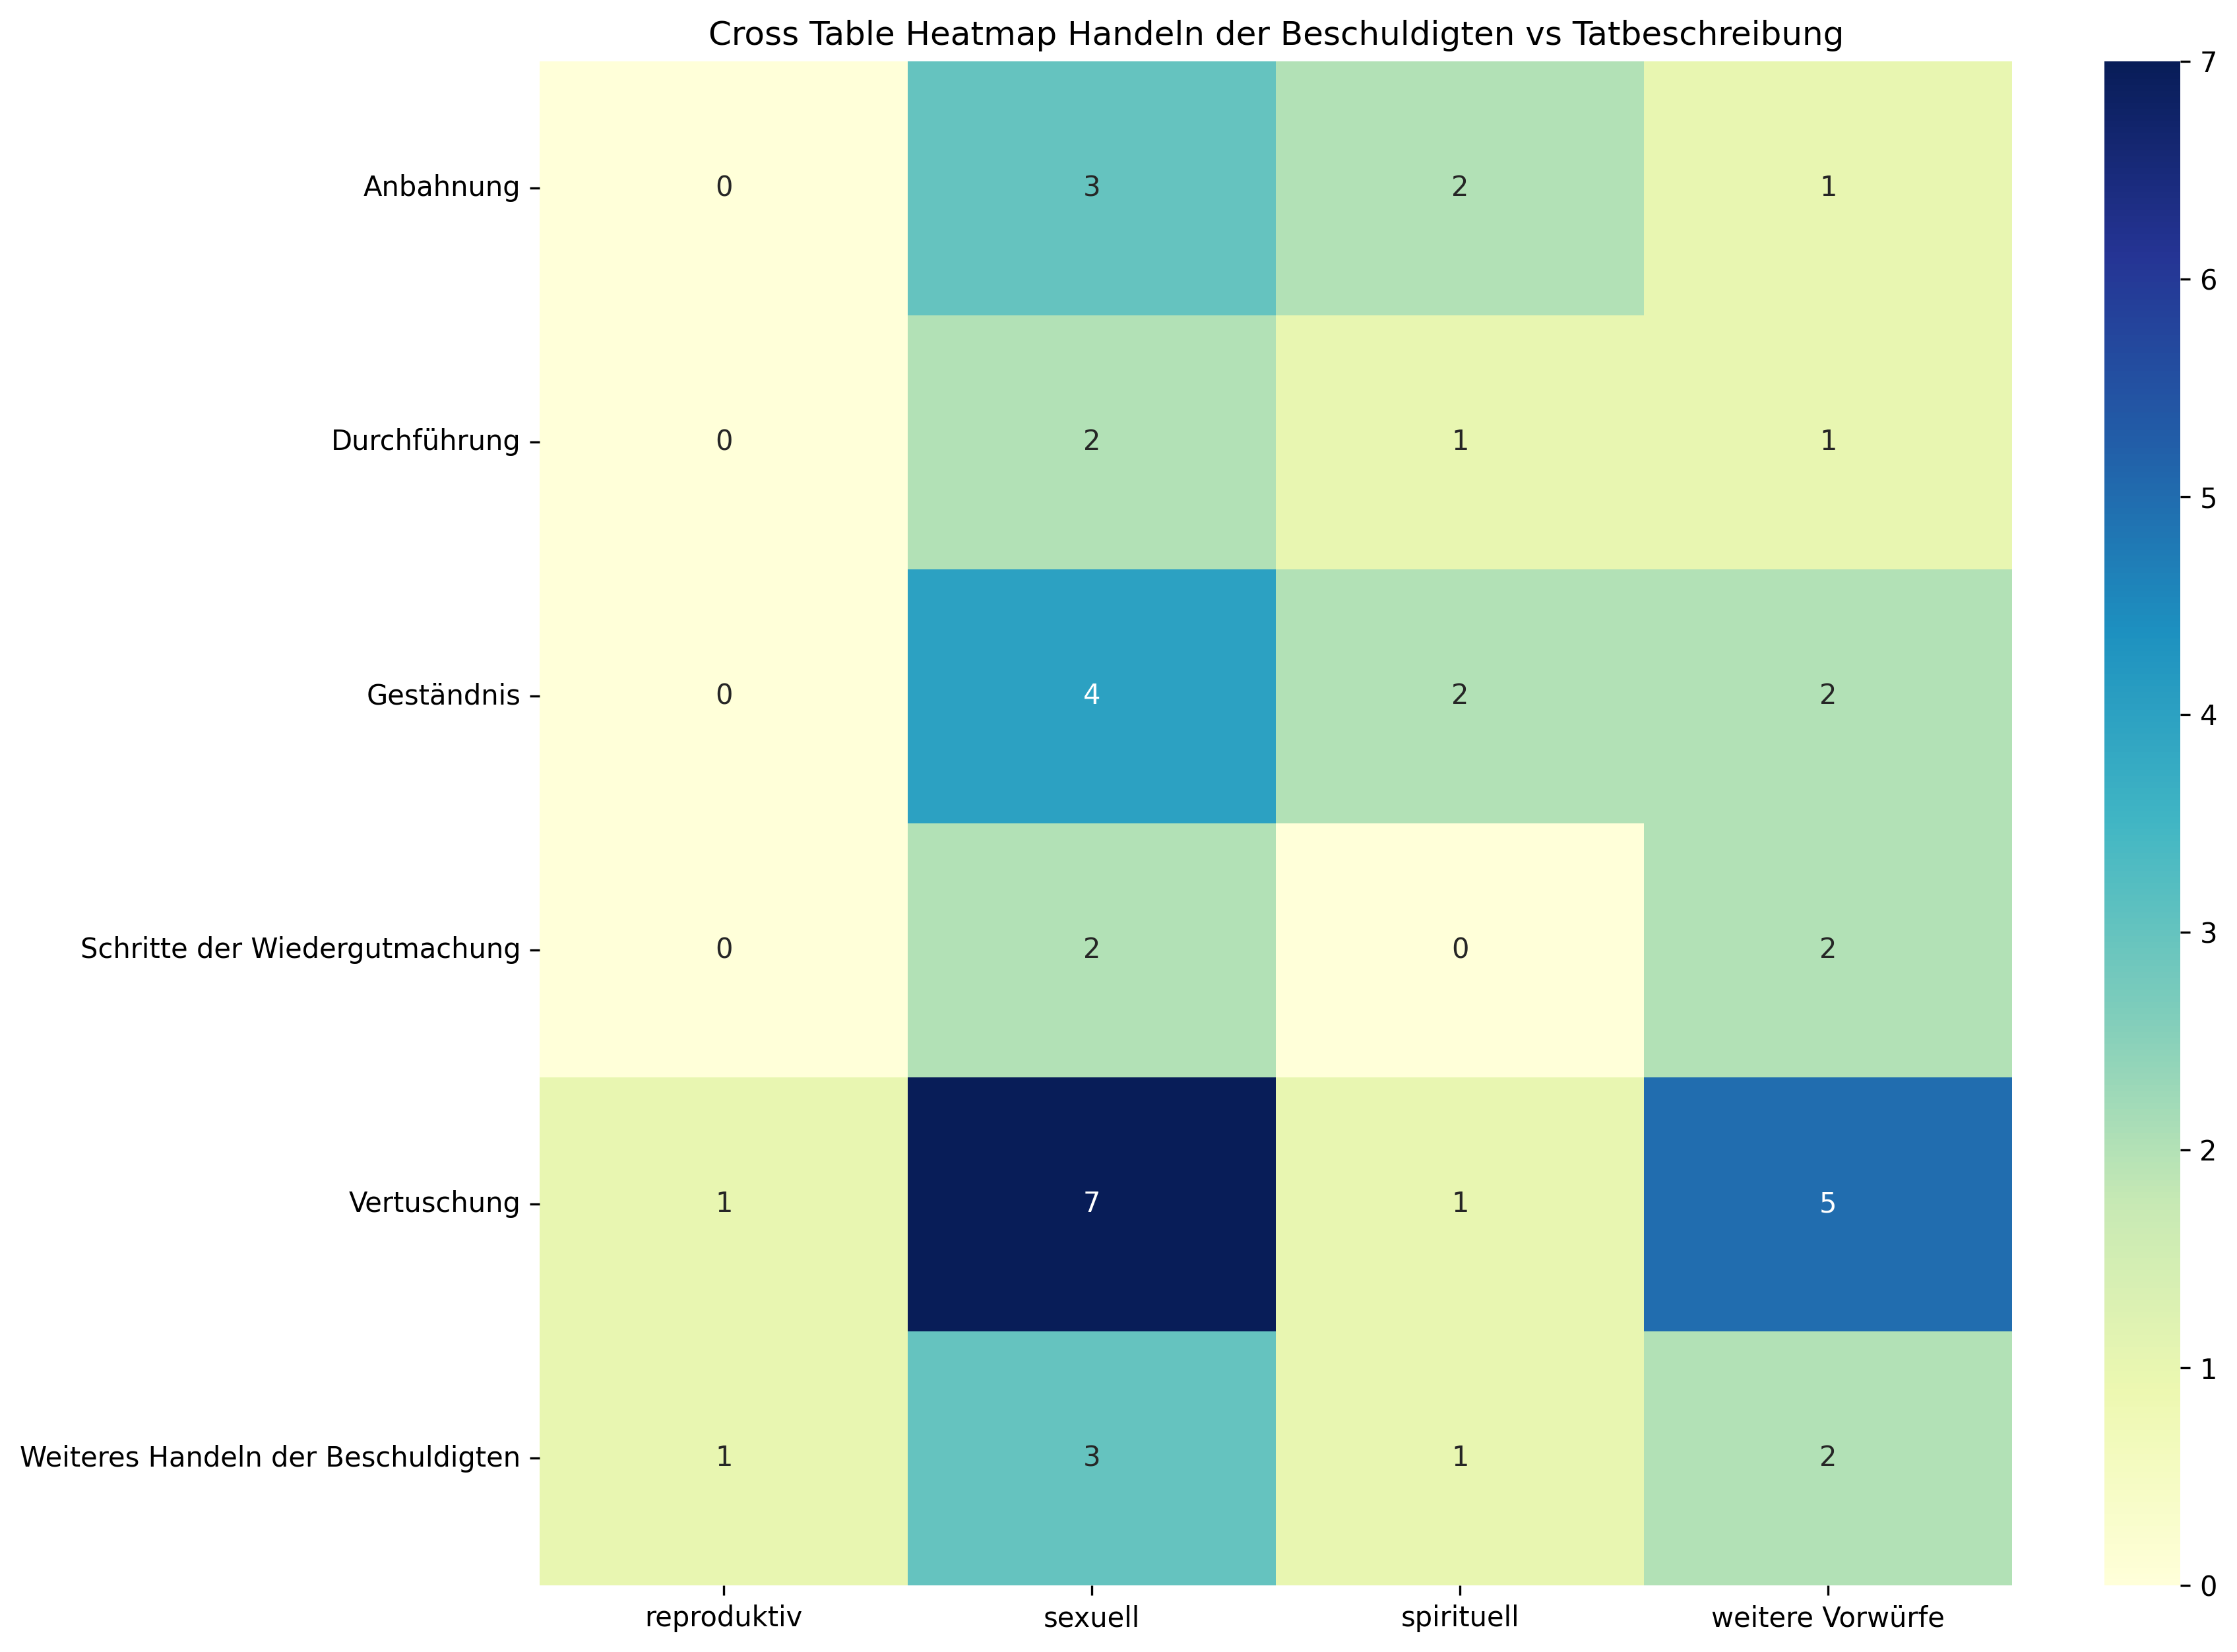 Cross Table Heatmap Handeln der Beschuldigten vs Tatbeschreibung
7
Anbahnung 0 3 2 1
6
Durchführung 0 2 1 1
5
Geständnis 0 4 2 2
4
Schritte der Wiedergutmachung 0 2 0 2
3
2
Vertuschung 1 7 1 5
1
Weiteres Handeln der Beschuldigten 1 3 1 2
0
reproduktiv sexuell spirituell weitere Vorwürfe